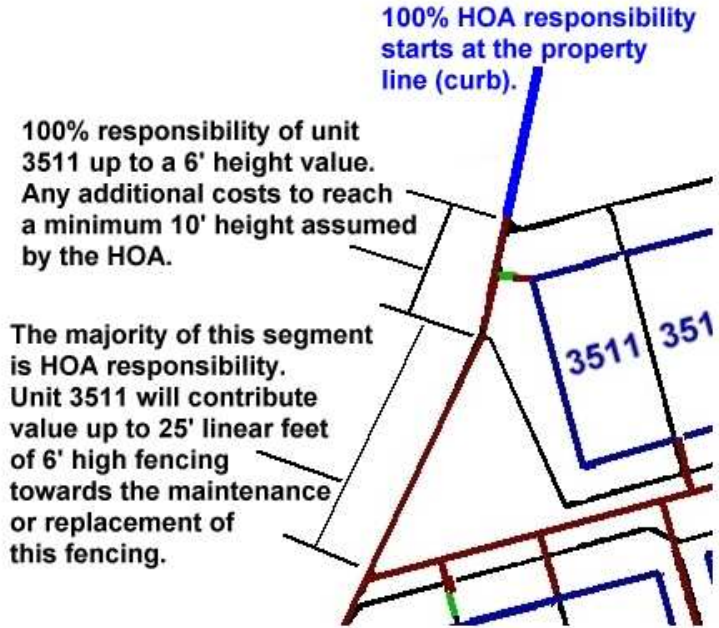 100% HOA responsibility
starts at the property
line (curb).
100% responsibility of unit
3511 up to a 6' height value.
Any additional costs to reach
a minimum 10' height assumed
by the HOA.
The majority of this segment
is HOA responsibility.
Unit 3511 will contribute
value up to 25' linear feet
of 6' high fencing
towards the maintenance
or replacement of
this fencing.
3511
351